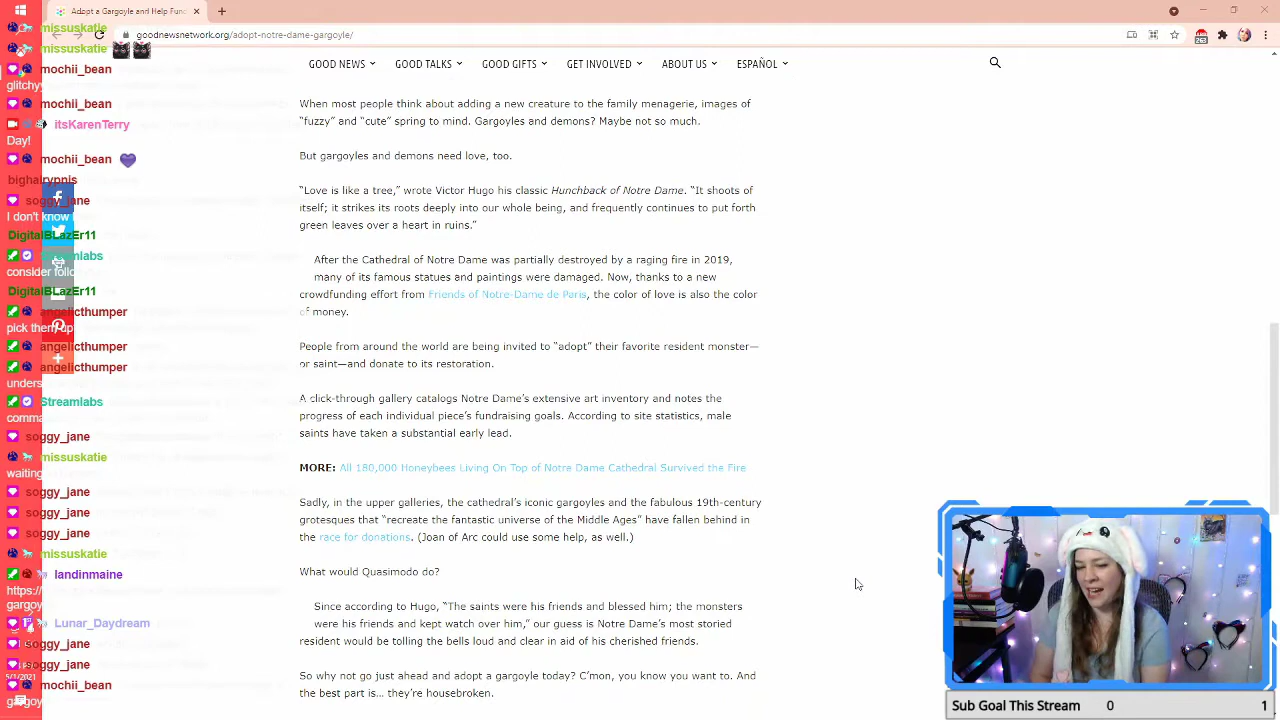 Adopt a Gargoyle and Help Fund
goodnewsnetwork.org/adopt-notre-dame-gargoyle/
GOOD NEWS GOOD TALKS GOOD GIFTS GET INVOLVED ABOUT US ESPAÑOL
missuskatie
missuskatie
mochii_bean
mochii_bean
itsKarenTerry
Day!
mochii_bean
bighairypnis
soggy_jane
I don't know
DigitalBLazEr11
Streamlabs
DigitalBLazEr11
angelicthumper
pick them up
angelicthumper
angelicthumper
Streamlabs
soggy_jane
missuskatie
soggy_jane
soggy_jane
soggy_jane
missuskatie
landinmaine
https://
Lunar_Daydream
soggy_jane
soggy_jane
5/1/2021
mochii_bean
When most people think about adding a new creature to the family menagerie, images of
“fuzzy” and “cute” spring to mind. Gargoyles and demons? Maybe not so much.
But gargoyles and demons need love, too.
“Love is like a tree,” wrote Victor Hugo his classic Hunchback of Notre Dame. “It shoots of
itself; it strikes its roots deeply into our whole being, and frequently continues to put forth
green leaves over a heart in ruins.”
After the Cathedral of Notre Dame was partially destroyed by a raging fire in 2019,
many of its famous statues and paintings were damaged. Now, thanks to a new
crowdfunding effort from Friends of Notre-Dame de Paris, the color of love is also the color
of money.
People from around the world are being invited to “adopt” their favorite resident monster—
or saint—and donate to its restoration.
A click-through gallery catalogs Notre Dame’s extensive art inventory and notes the
progress of each individual piece’s fundraising goals. According to site statistics, male
saints have taken a substantial early lead.
MORE: All 180,000 Honeybees Living On Top of Notre Dame Cathedral Survived the Fire
Sadly, in the upper galleries, the cathedral’s iconic gargoyles and the fabulous 19th-century
grotesques that “recreate the fantastic universe of the Middle Ages” have fallen behind in
the race for donations. (Joan of Arc could use some help, as well.)
What would Quasimodo do?
Since according to Hugo, “The saints were his friends and blessed him; the monsters
were his friends and kept watch over him,” our guess is Notre Dame’s most storied
resident would be tolling the bells loud and clear in aid of his cherished friends.
So why not just go ahead and adopt a gargoyle today? C’mon, you know you want to. And
the best part is… they’re housebroken.
Sub Goal This Stream 0 1